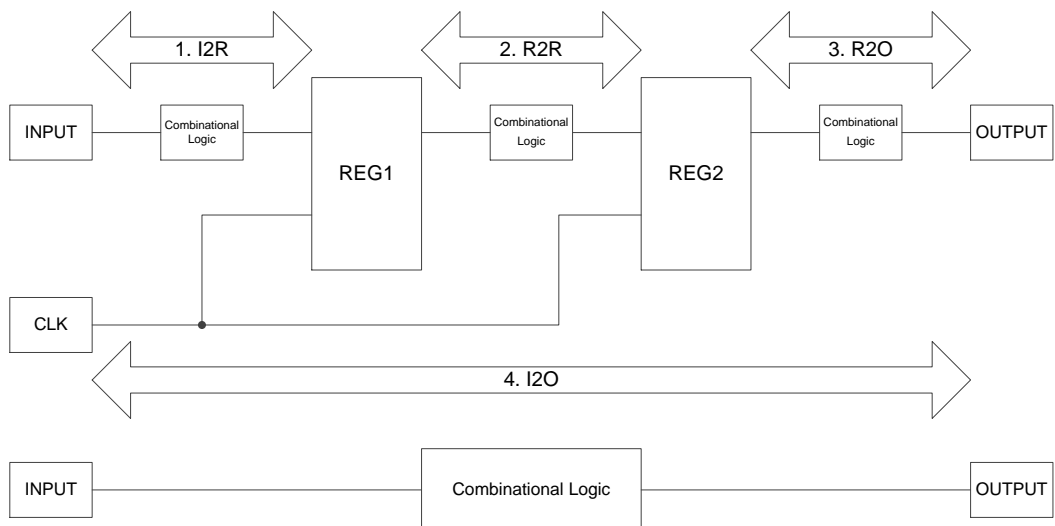 1. I2R
2. R2R
3. R2O
INPUT
Combinational
Logic
REG1
Combinational
Logic
REG2
Combinational
Logic
OUTPUT
CLK
4. I2O
INPUT
Combinational Logic
OUTPUT